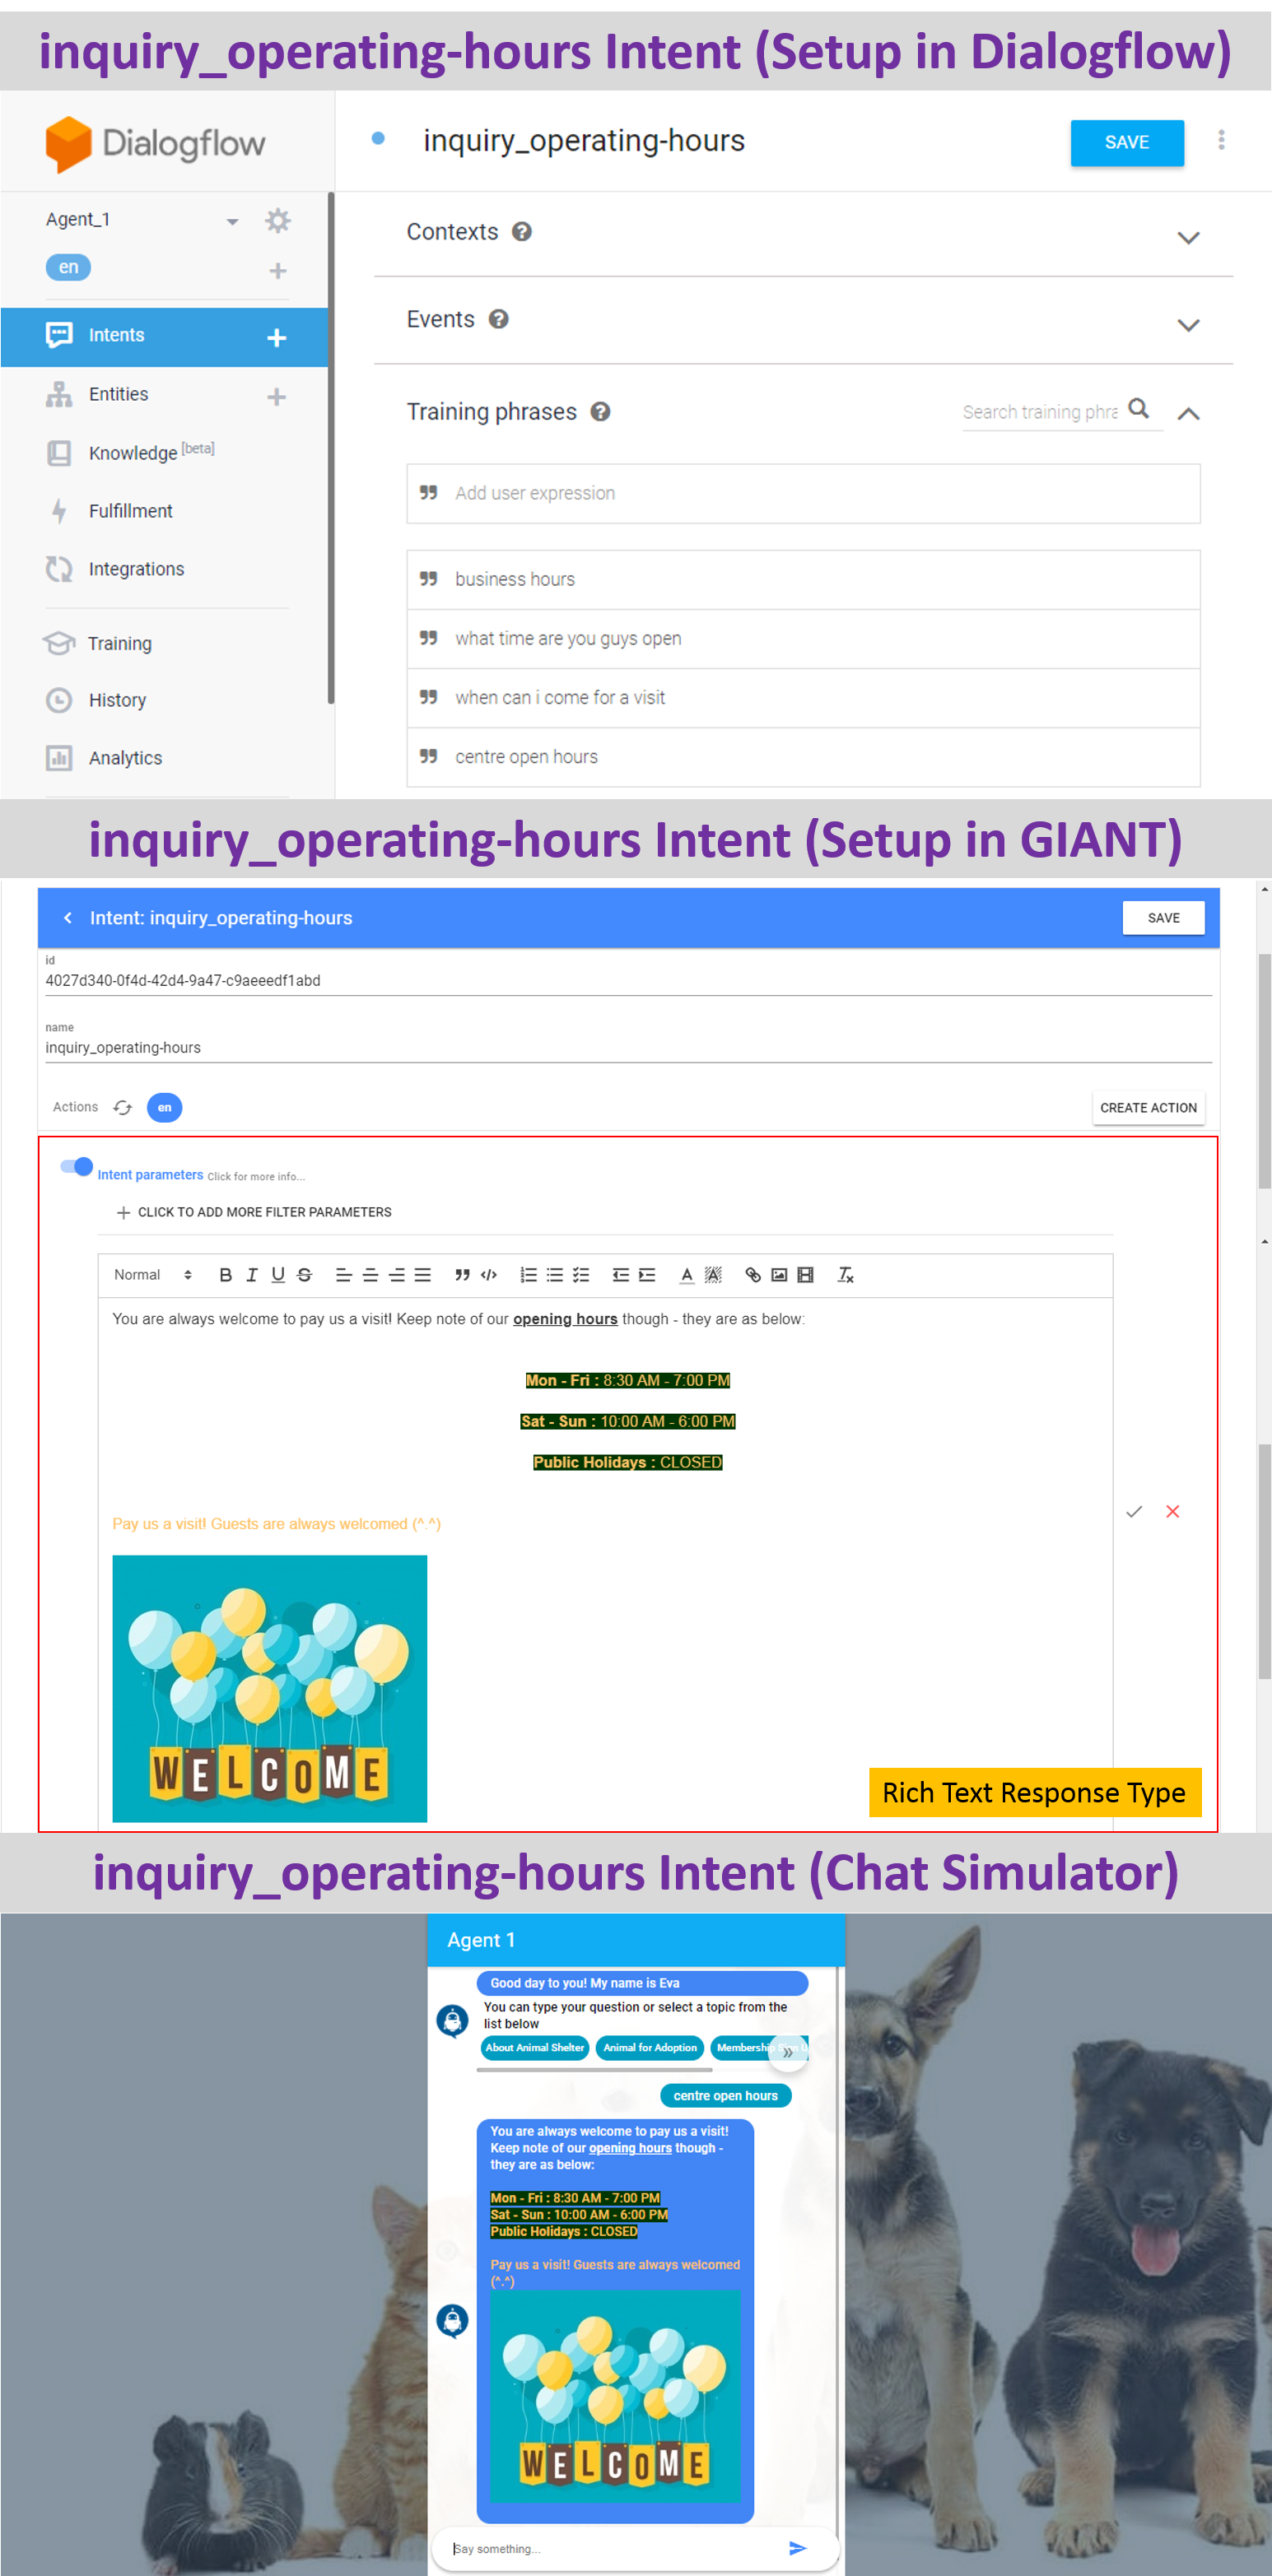 inquiry_operating-hours Intent (Setup in Dialogflow)
Dialogflow
inquiry_operating-hours
SAVE
Agent_1
en
Intents
Entities
Knowledge [beta]
Fulfillment
Integrations
Training
History
Analytics
Contexts
Events
Training phrases
Search training phra
Add user expression
business hours
what time are you guys open
when can i come for a visit
centre open hours
inquiry_operating-hours Intent (Setup in GIANT)
Intent: inquiry_operating-hours
SAVE
id
4027d340-0f4d-42d4-9a47-c9aeeedf1abd
name
inquiry_operating-hours
Actions
en
CREATE ACTION
Intent parameters Click for more info...
CLICK TO ADD MORE FILTER PARAMETERS
Normal
You are always welcome to pay us a visit! Keep note of our opening hours though - they are as below:
Mon - Fri : 8:30 AM - 7:00 PM
Sat - Sun : 10:00 AM - 6:00 PM
Public Holidays : CLOSED
Pay us a visit! Guests are always welcomed (^.^)
WELCOME
Rich Text Response Type
inquiry_operating-hours Intent (Chat Simulator)
Agent 1
Good day to you! My name is Eva
You can type your question or select a topic from the
list below
About Animal Shelter
Animal for Adoption
Membership Sign U
centre open hours
You are always welcome to pay us a visit!
Keep note of our opening hours though -
they are as below:
Mon - Fri : 8:30 AM - 7:00 PM
Sat - Sun : 10:00 AM - 6:00 PM
Public Holidays : CLOSED
Pay us a visit! Guests are always welcomed
(^.^)
WELCOME
Say something...